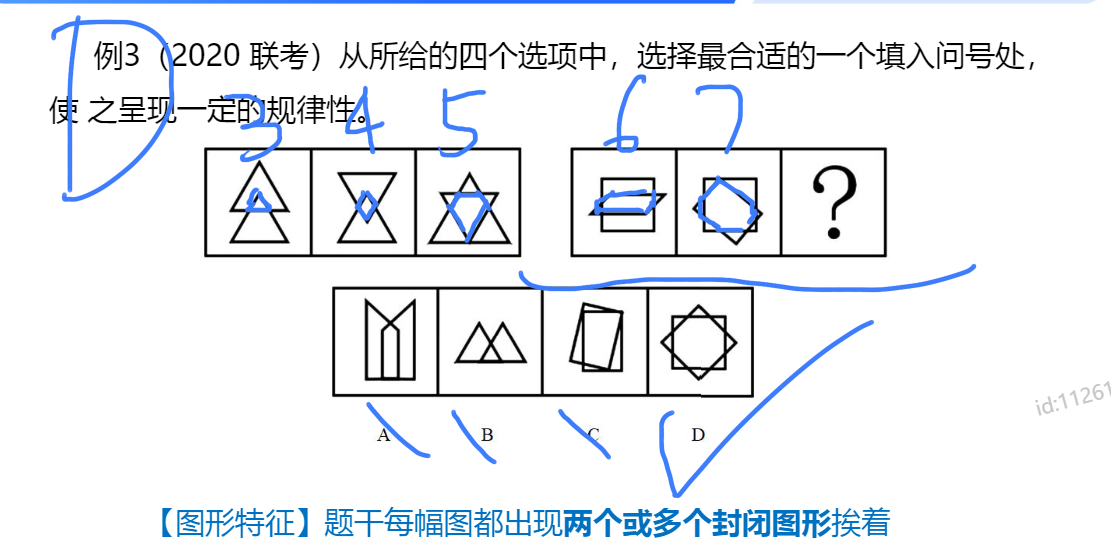 例3（2020 联考）从所给的四个选项中，选择最合适的一个填入问号处，
使 之呈现一定的规律性。
D
3 4 5 6 7
?
A B C D
id:11261
【图形特征】题干每幅图都出现两个或多个封闭图形挨着